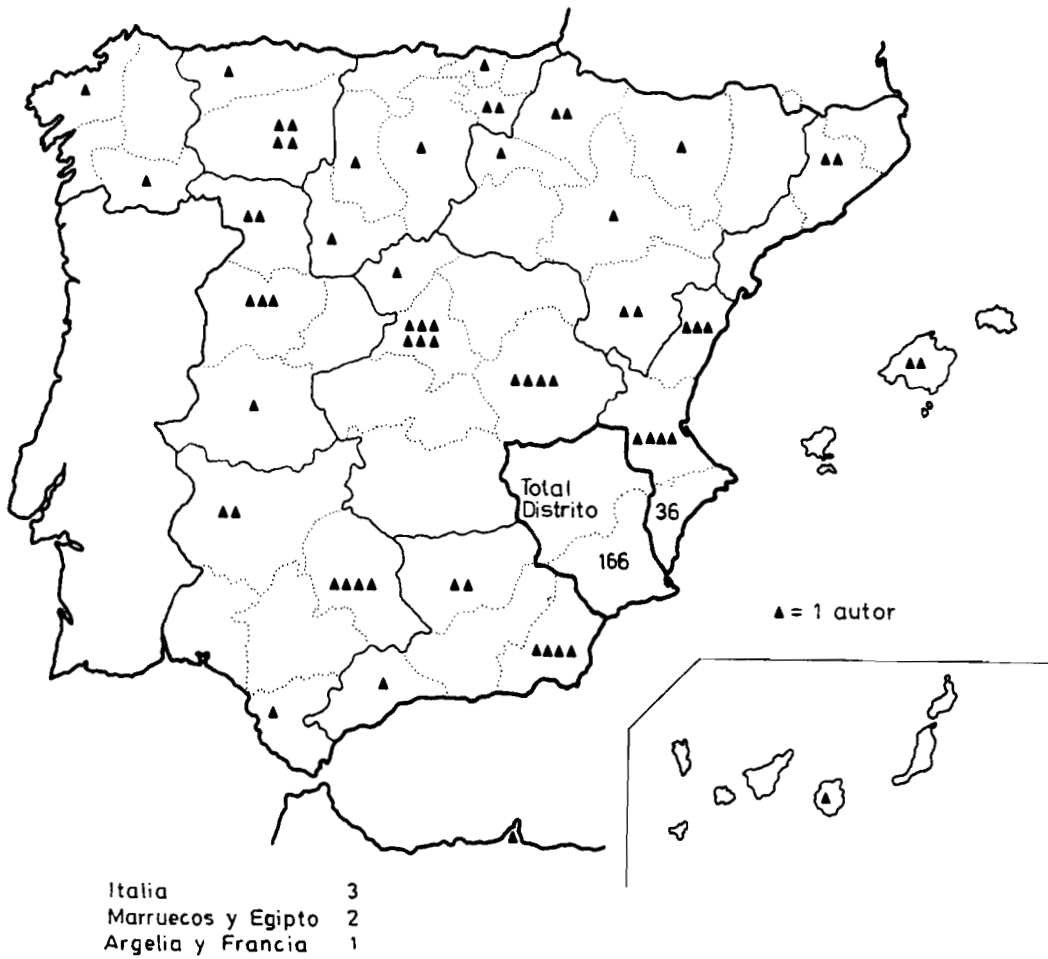 Total
Distrito
36
166
▲ = 1 autor
Italia 3
Marruecos y Egipto 2
Argelia y Francia 1